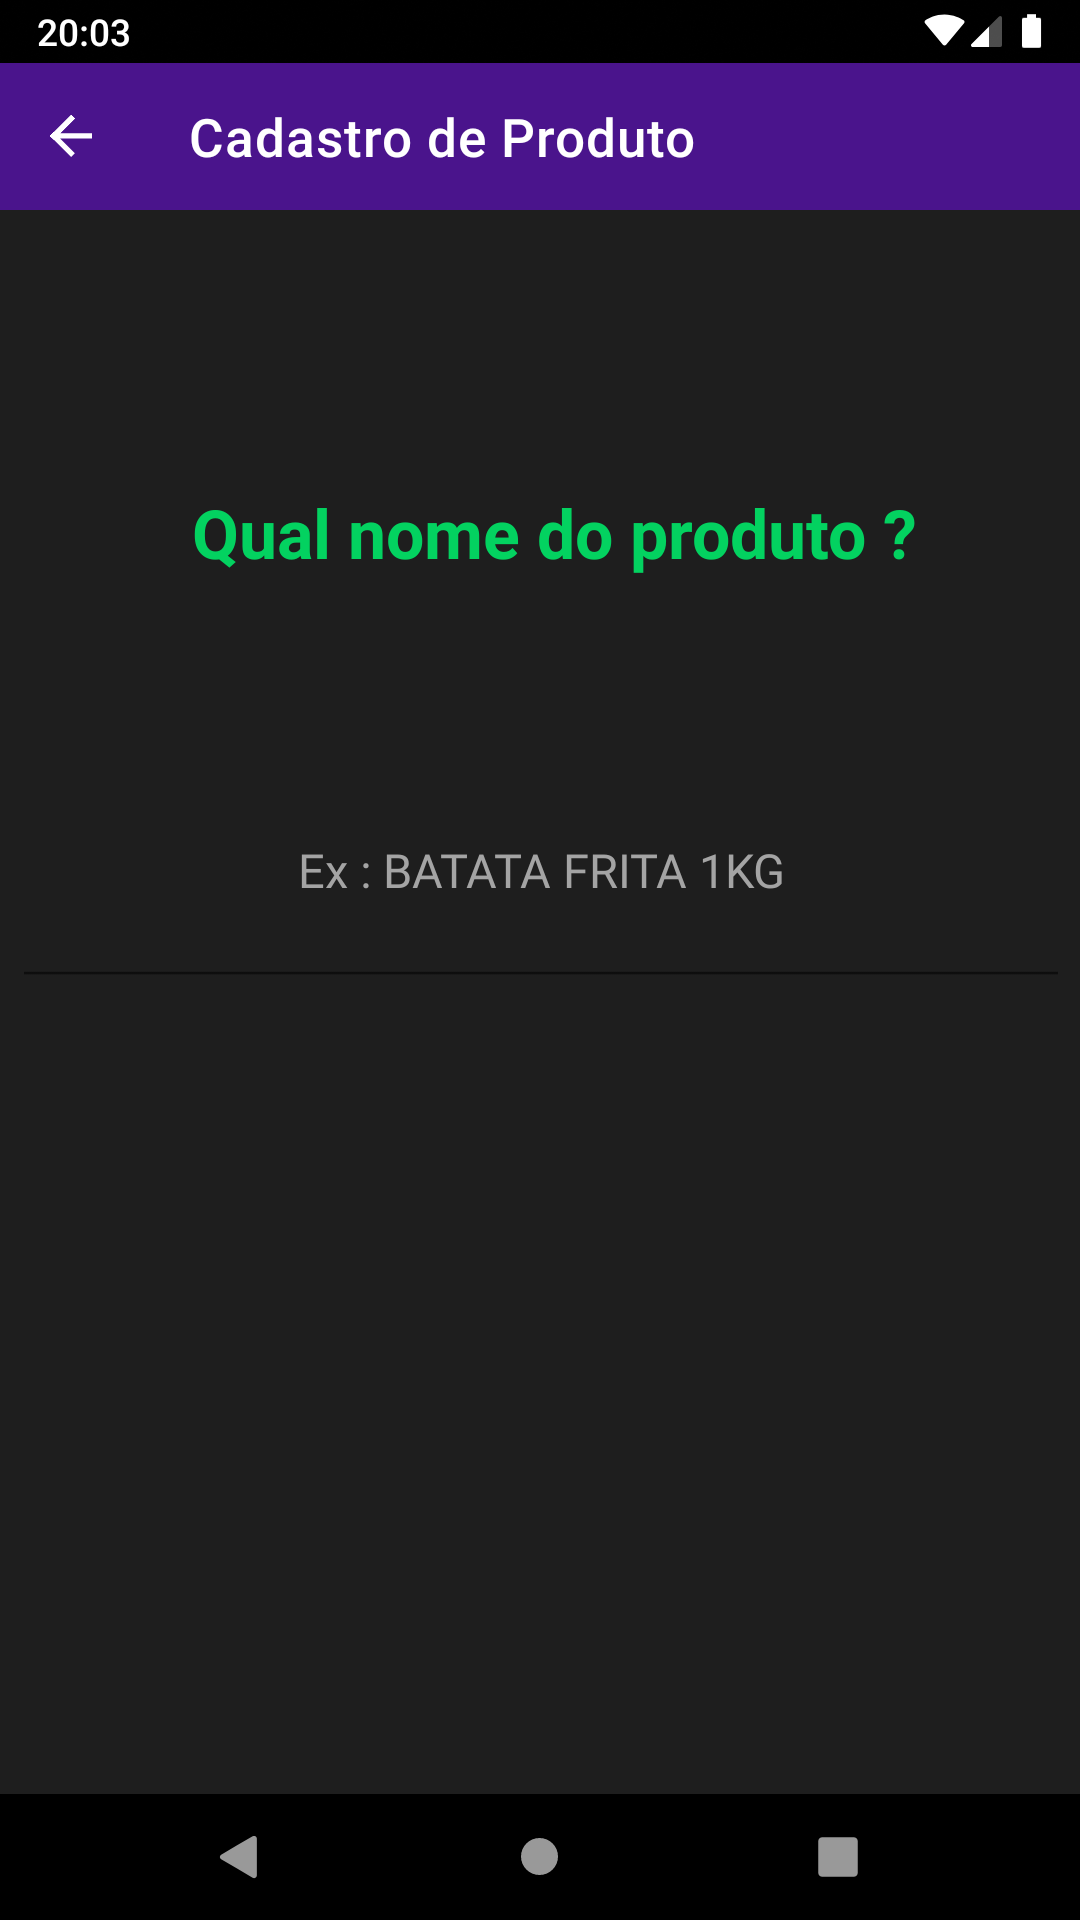 20:03
Cadastro de Produto
Qual nome do produto ?
Ex : BATATA FRITA 1KG